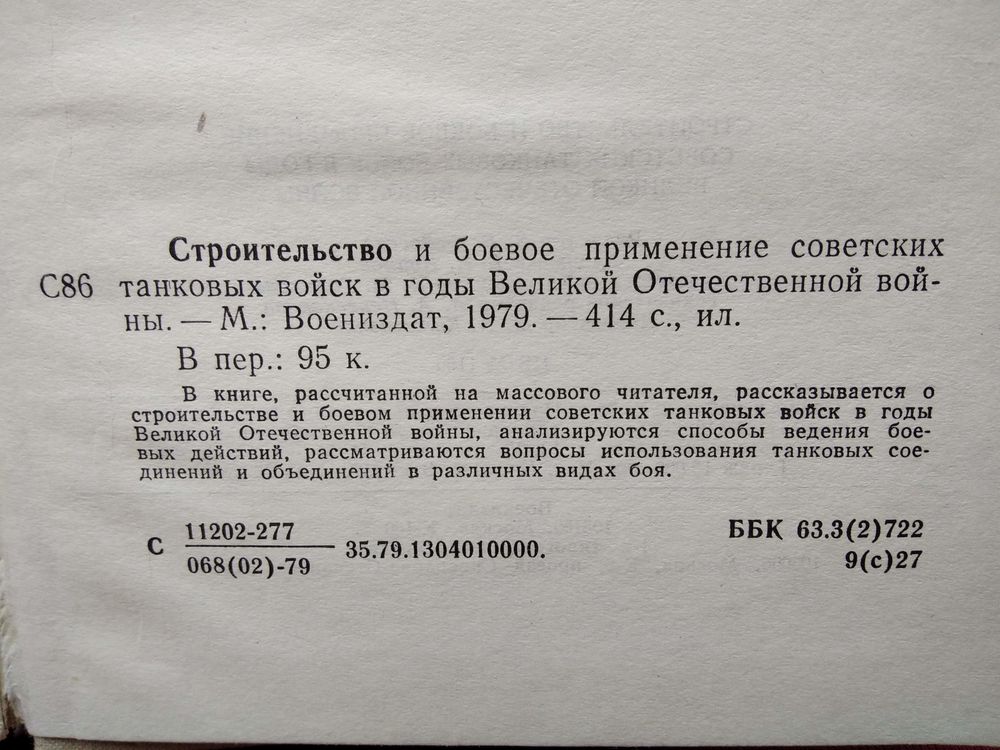 Строительство и боевое применение советских
С86 танковых войск в годы Великой Отечественной вой-
ны. — М.: Воениздат, 1979. — 414 с., ил.
В пер.: 95 к.
В книге, рассчитанной на массового читателя, рассказывается о
строительстве и боевом применении советских танковых войск в годы
Великой Отечественной войны, анализируются способы ведения бое-
вых действий, рассматриваются вопросы использования танковых сое-
динений и объединений в различных видах боя.
С 11202-277
068(02)-79 35.79.1304010000.
ББК 63.3(2)722
9(с)27